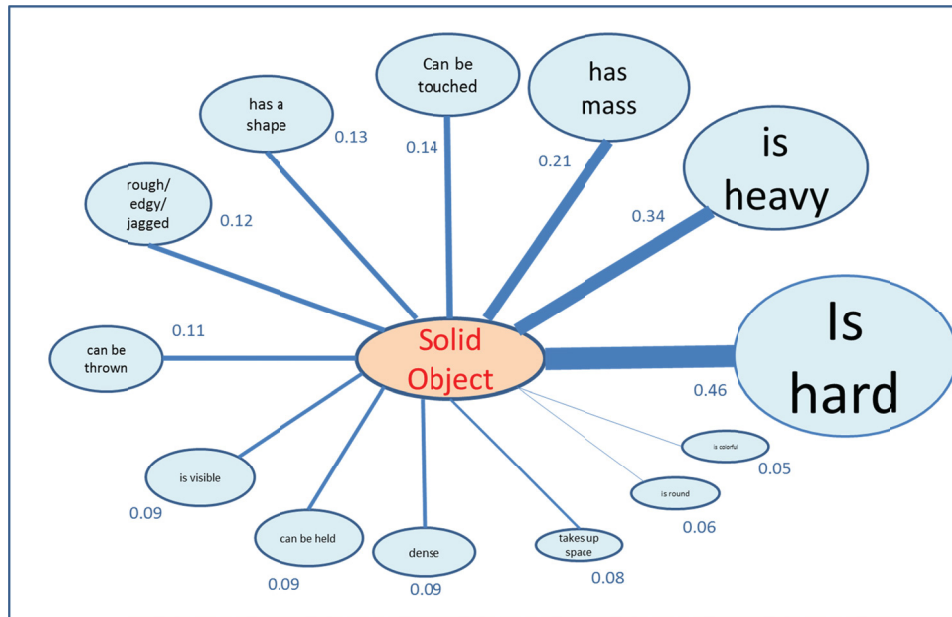 Can be
touched
has
mass
has a
shape
0.13
0.14
0.21
is
heavy
rough/
edgy/
jagged
0.12
0.34
Is
hard
0.11
can be
thrown
Solid
Object
0.46
is colorful
0.05
is visible
0.09
is round
0.06
can be held
0.09
dense
0.09
takes up
space
0.08